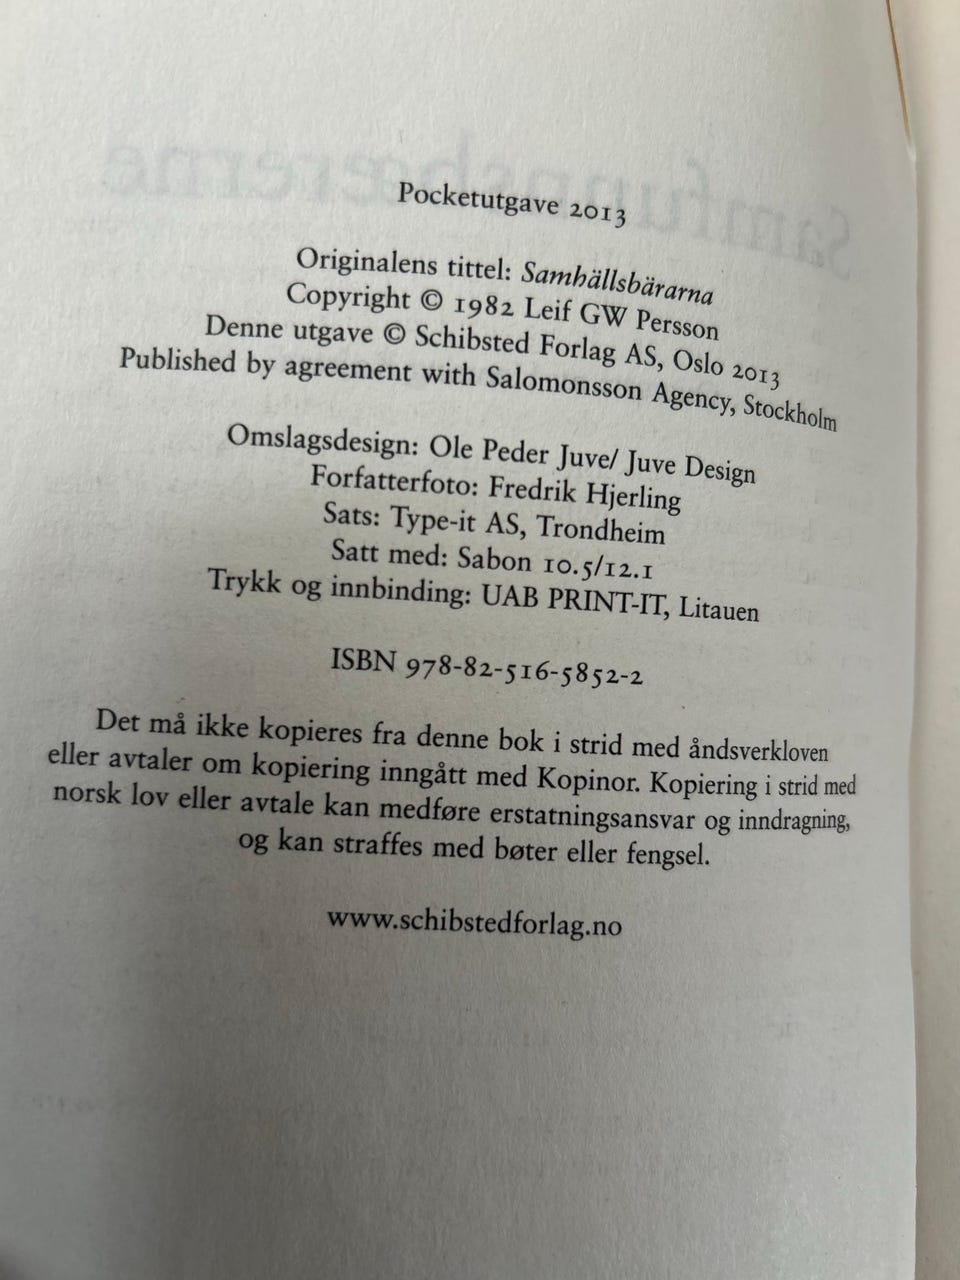 Pocketutgave 2013
Originalens tittel: Samhällsbärarna
Copyright © 1982 Leif GW Persson
Denne utgave © Schibsted Forlag AS, Oslo 2013
Published by agreement with Salomonsson Agency, Stockholm
Omslagsdesign: Ole Peder Juve/ Juve Design
Forfatterfoto: Fredrik Hjerling
Sats: Type-it AS, Trondheim
Satt med: Sabon 10.5/12.1
Trykk og innbinding: UAB PRINT-IT, Litauen
ISBN 978-82-516-5852-2
Det må ikke kopieres fra denne bok i strid med åndsverkloven
eller avtaler om kopiering inngått med Kopinor. Kopiering i strid med
norsk lov eller avtale kan medføre erstatningsansvar og inndragning,
og kan straffes med bøter eller fengsel.
www.schibstedforlag.no